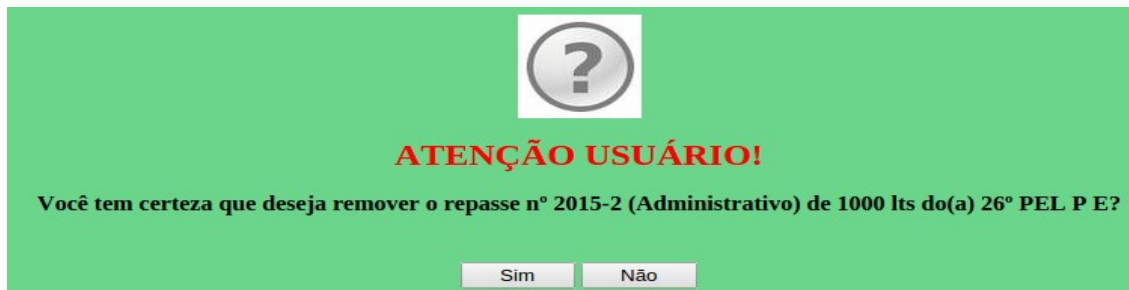 ?
ATENÇÃO USUÁRIO!
Você tem certeza que deseja remover o repasse nº 2015-2 (Administrativo) de 1000 lts do(a) 26º PEL P E?
Sim Não